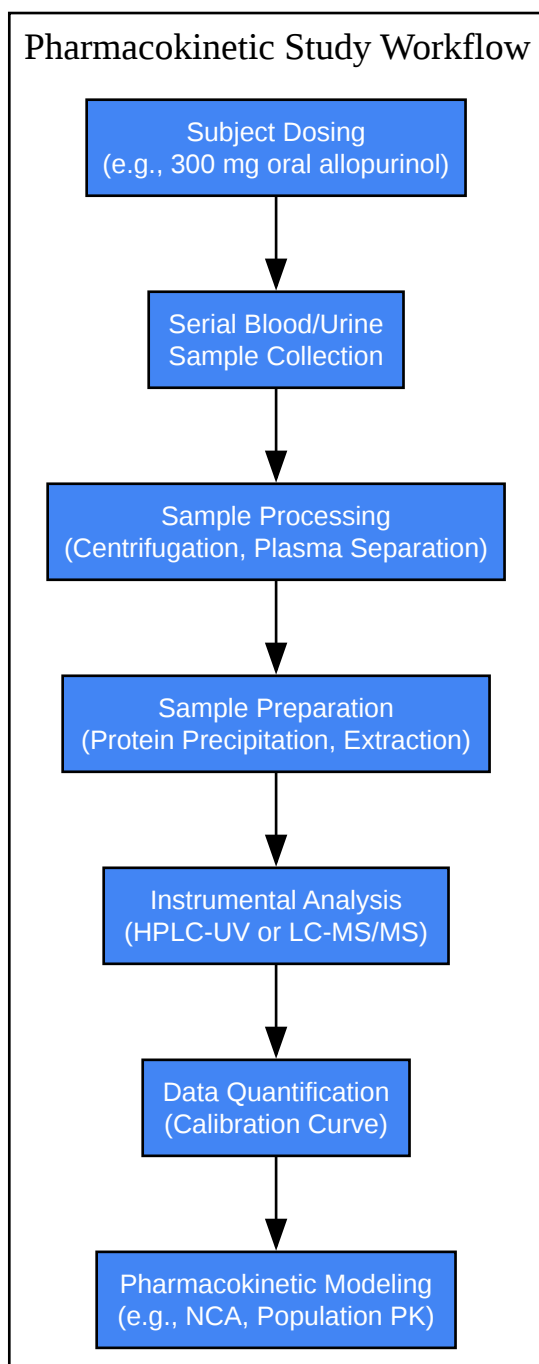 Pharmacokinetic Study Workflow
Subject Dosing
(e.g., 300 mg oral allopurinol)
Serial Blood/Urine
Sample Collection
Sample Processing
(Centrifugation, Plasma Separation)
Sample Preparation
(Protein Precipitation, Extraction)
Instrumental Analysis
(HPLC-UV or LC-MS/MS)
Data Quantification
(Calibration Curve)
Pharmacokinetic Modeling
(e.g., NCA, Population PK)